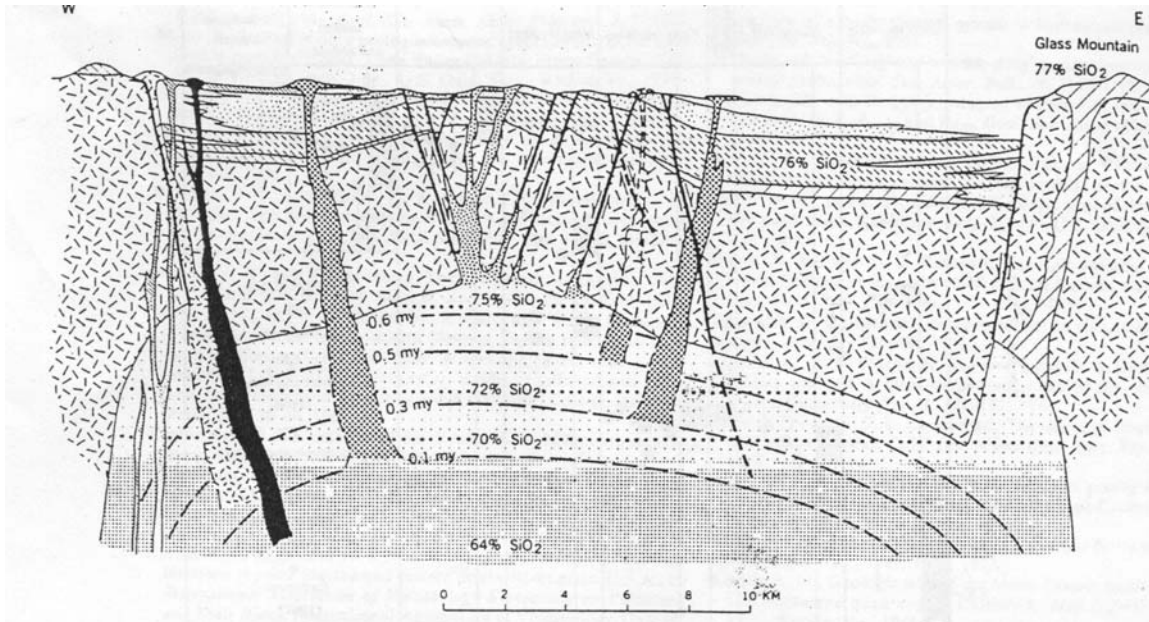 W
E
Glass Mountain
77% SiO2
76% SiO2
75% SiO2
0.6 my
0.5 my
72% SiO2
0.3 my
70% SiO2
0.1 my
64% SiO2
0 2 4 6 8 10 KM